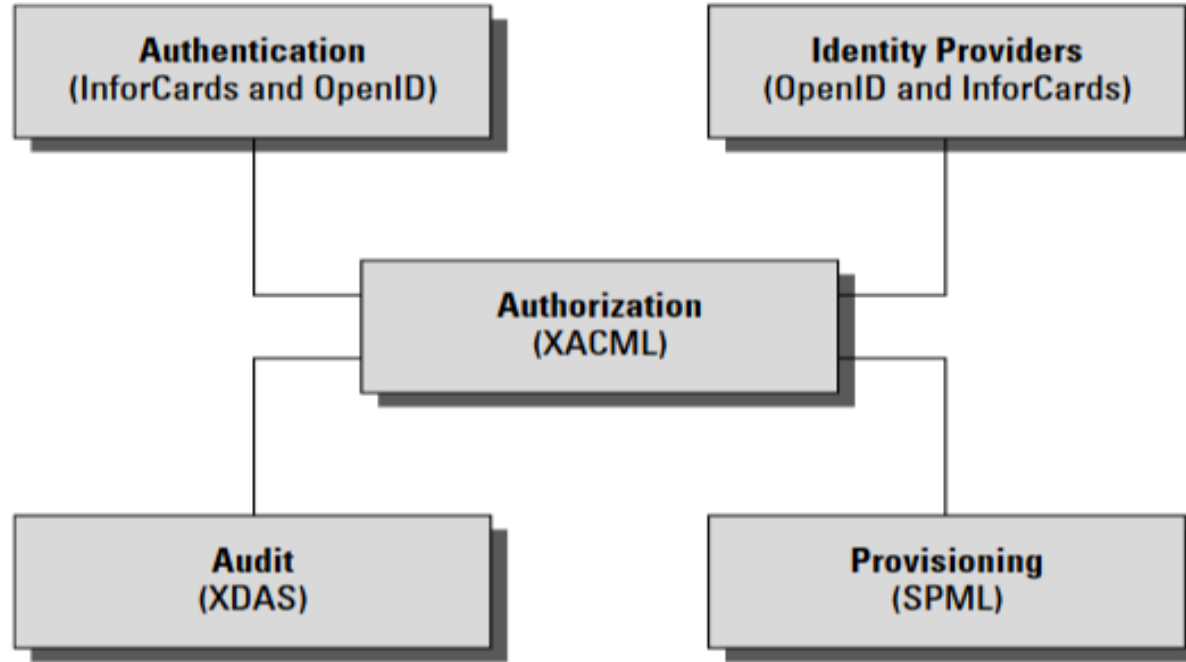 Authentication
(InforCards and OpenID)
Identity Providers
(OpenID and InforCards)
Authorization
(XACML)
Audit
(XDAS)
Provisioning
(SPML)